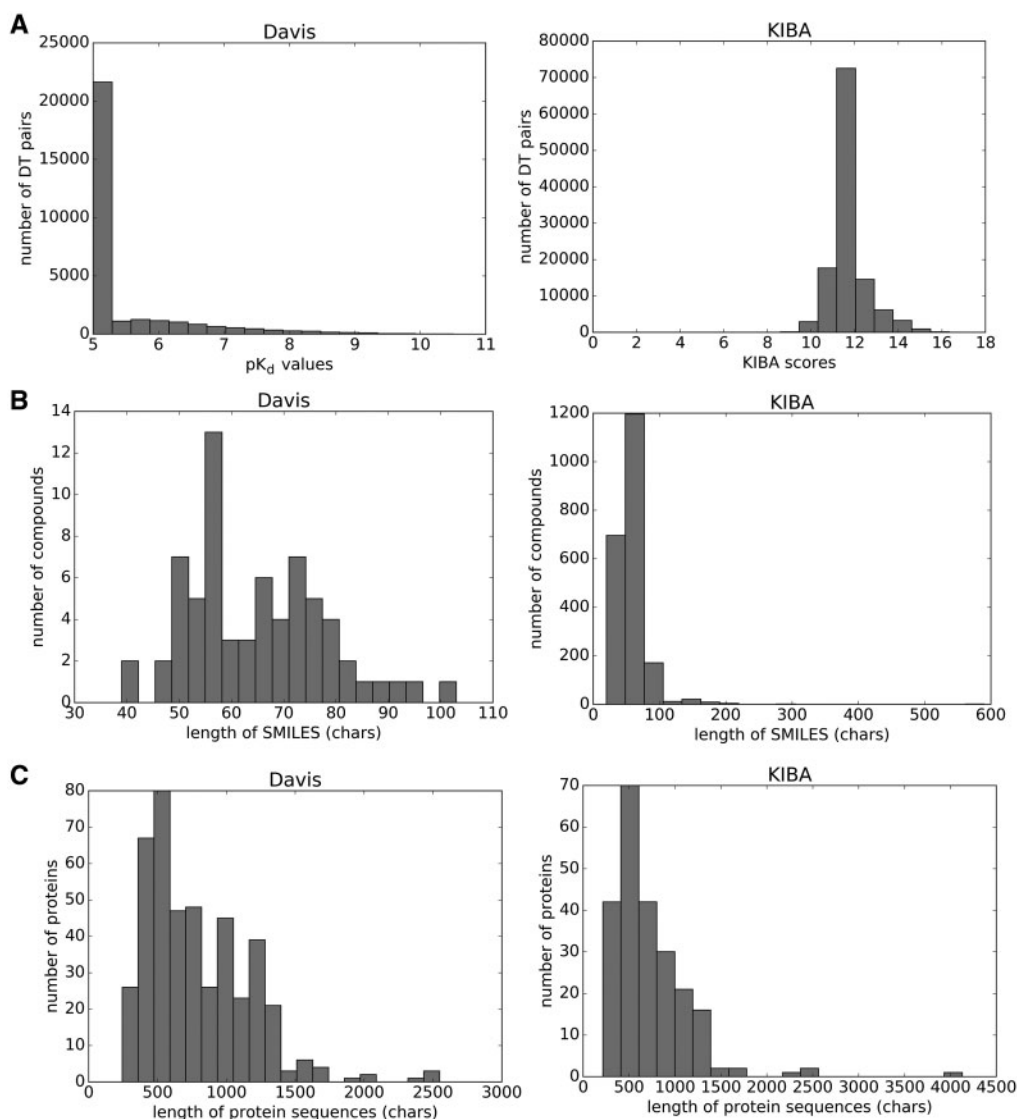 A
Davis
number of DT pairs
25000
20000
15000
10000
5000
0
5 6 7 8 9 10 11
pKd values
KIBA
number of DT pairs
80000
70000
60000
50000
40000
30000
20000
10000
0
0 2 4 6 8 10 12 14 16 18
KIBA scores
B
Davis
number of compounds
14
12
10
8
6
4
2
0
30 40 50 60 70 80 90 100 110
length of SMILES (chars)
KIBA
number of compounds
1200
1000
800
600
400
200
0
0 100 200 300 400 500 600
length of SMILES (chars)
C
Davis
number of proteins
80
70
60
50
40
30
20
10
0
0 500 1000 1500 2000 2500 3000
length of protein sequences (chars)
KIBA
number of proteins
70
60
50
40
30
20
10
0
0 500 1000 1500 2000 2500 3000 3500 4000 4500
length of protein sequences (chars)